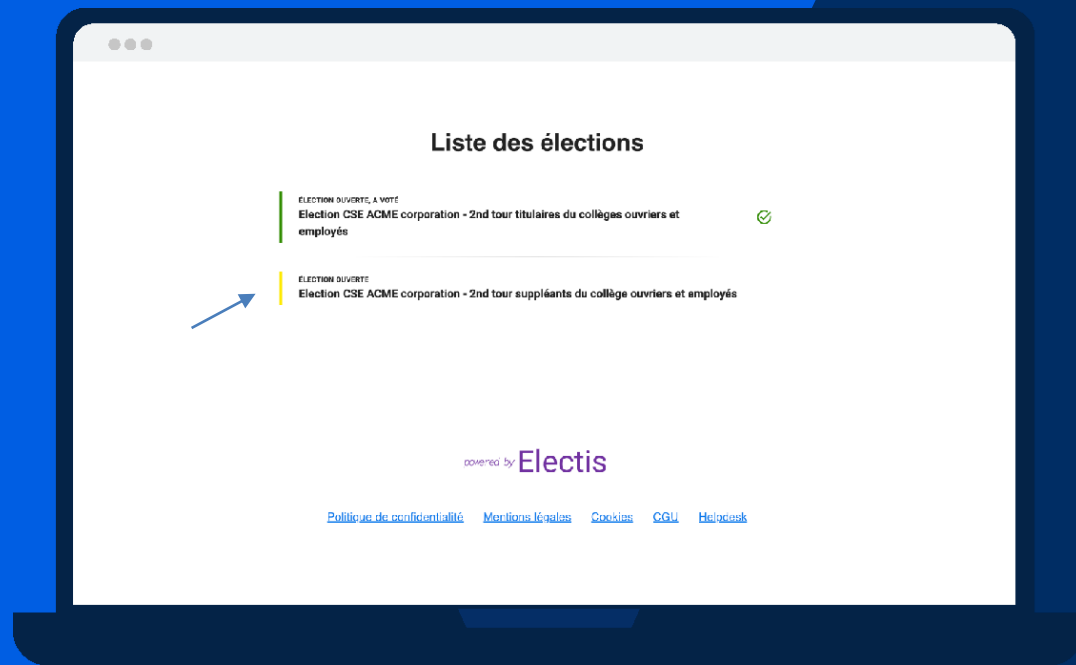 Liste des élections
ÉLECTION OUVERTE, A VOTÉ
Election CSE ACME corporation - 2nd tour titulaires du collèges ouvriers et
employés
ÉLECTION OUVERTE
Election CSE ACME corporation - 2nd tour suppléants du collège ouvriers et employés
powered by Electis
Politique de confidentialité Mentions légales Cookies CGU Helpdesk